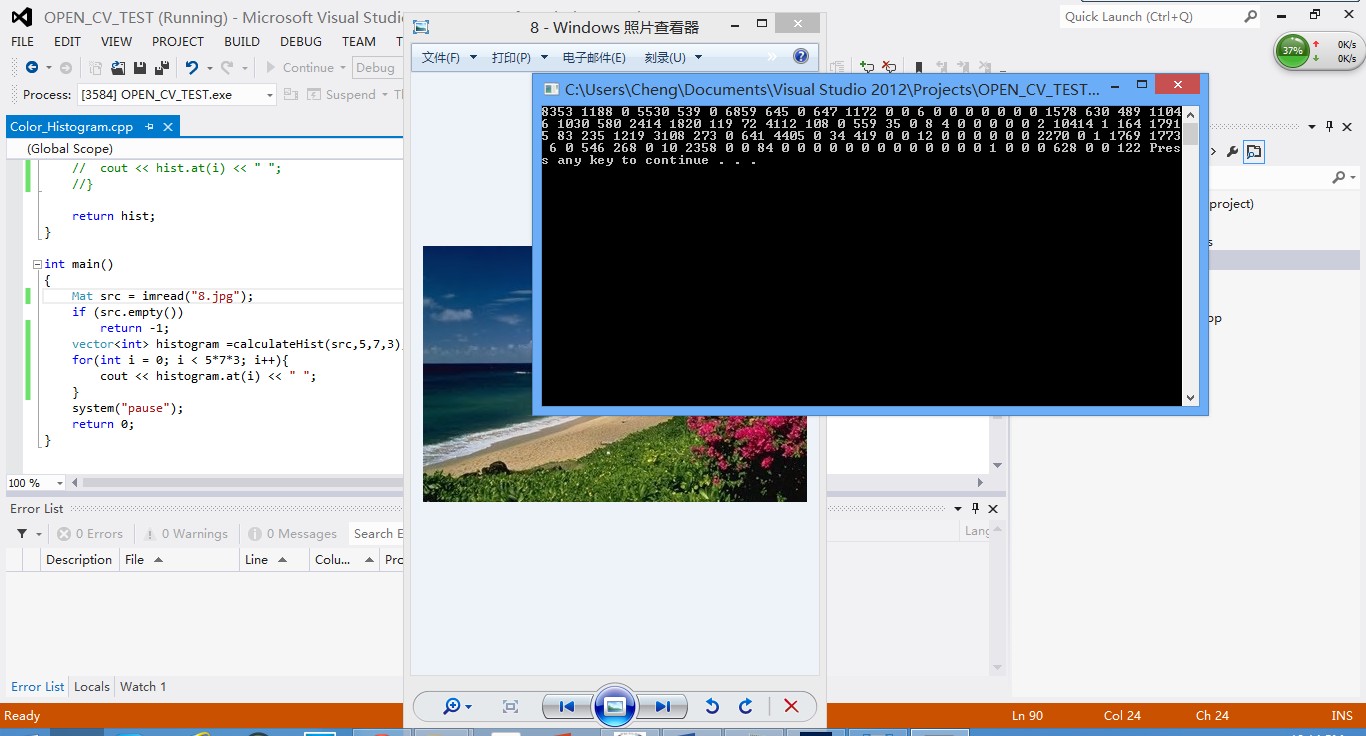 OPEN_CV_TEST (Running) - Microsoft Visual Studi
Quick Launch (Ctrl+Q)
FILE EDIT VIEW PROJECT BUILD DEBUG TEAM T
Continue Debug
Process: [3584] OPEN_CV_TEST.exe Suspend
Color_Histogram.cpp
(Global Scope)
// cout << hist.at(i) << " ";
//}
return hist;
}
int main()
{
Mat src = imread("8.jpg");
if (src.empty())
return -1;
vector<int> histogram =calculateHist(src,5,7,3)
for(int i = 0; i < 5*7*3; i++){
cout << histogram.at(i) << " ";
}
system("pause");
return 0;
}
100 %
8 - Windows 照片查看器
文件(F) 打印(P) 电子邮件(E) 刻录(U)
C:\Users\Cheng\Documents\Visual Studio 2012\Projects\OPEN_CV_TEST...
8353 1188 0 5530 539 0 6859 645 0 647 1172 0 0 6 0 0 0 0 0 0 1578 630 489 1104
6 1030 580 2414 1820 119 72 4112 108 0 559 35 0 8 4 0 0 0 0 0 2 10414 1 164 1791
5 83 235 1219 3108 273 0 641 4405 0 34 419 0 0 12 0 0 0 0 0 0 2270 0 1 1769 1773
6 0 546 268 0 10 2358 0 0 84 0 0 0 0 0 0 0 0 0 0 0 1 0 0 0 628 0 0 122 Pres
s any key to continue . . .
37%
0K/s
0K/s
project)
s
pp
Error List
0 Errors 0 Warnings 0 Messages Search E
Lang
Description File Line Colu... Pro
Error List Locals Watch 1
Ready Ln 90 Col 24 Ch 24 INS